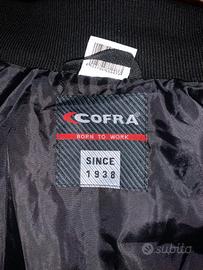 COFRA
BORN TO WORK
SINCE
1938
subito